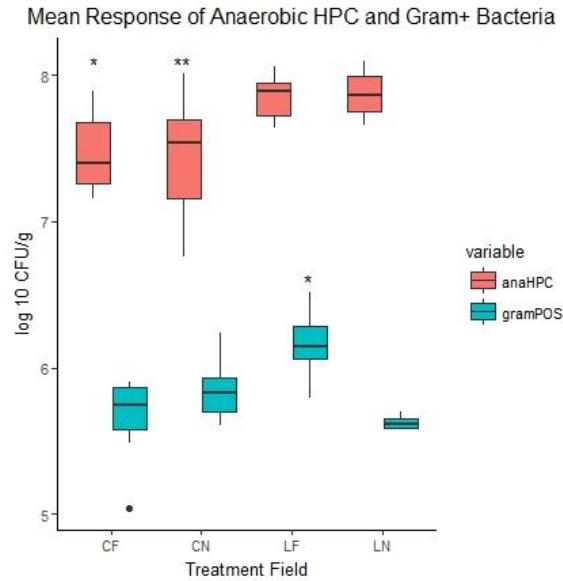 Mean Response of Anaerobic HPC and Gram+ Bacteria
*
**
8
7
*
6
5
log 10 CFU/g
variable
anaHPC
gramPOS
CF CN LF LN
Treatment Field